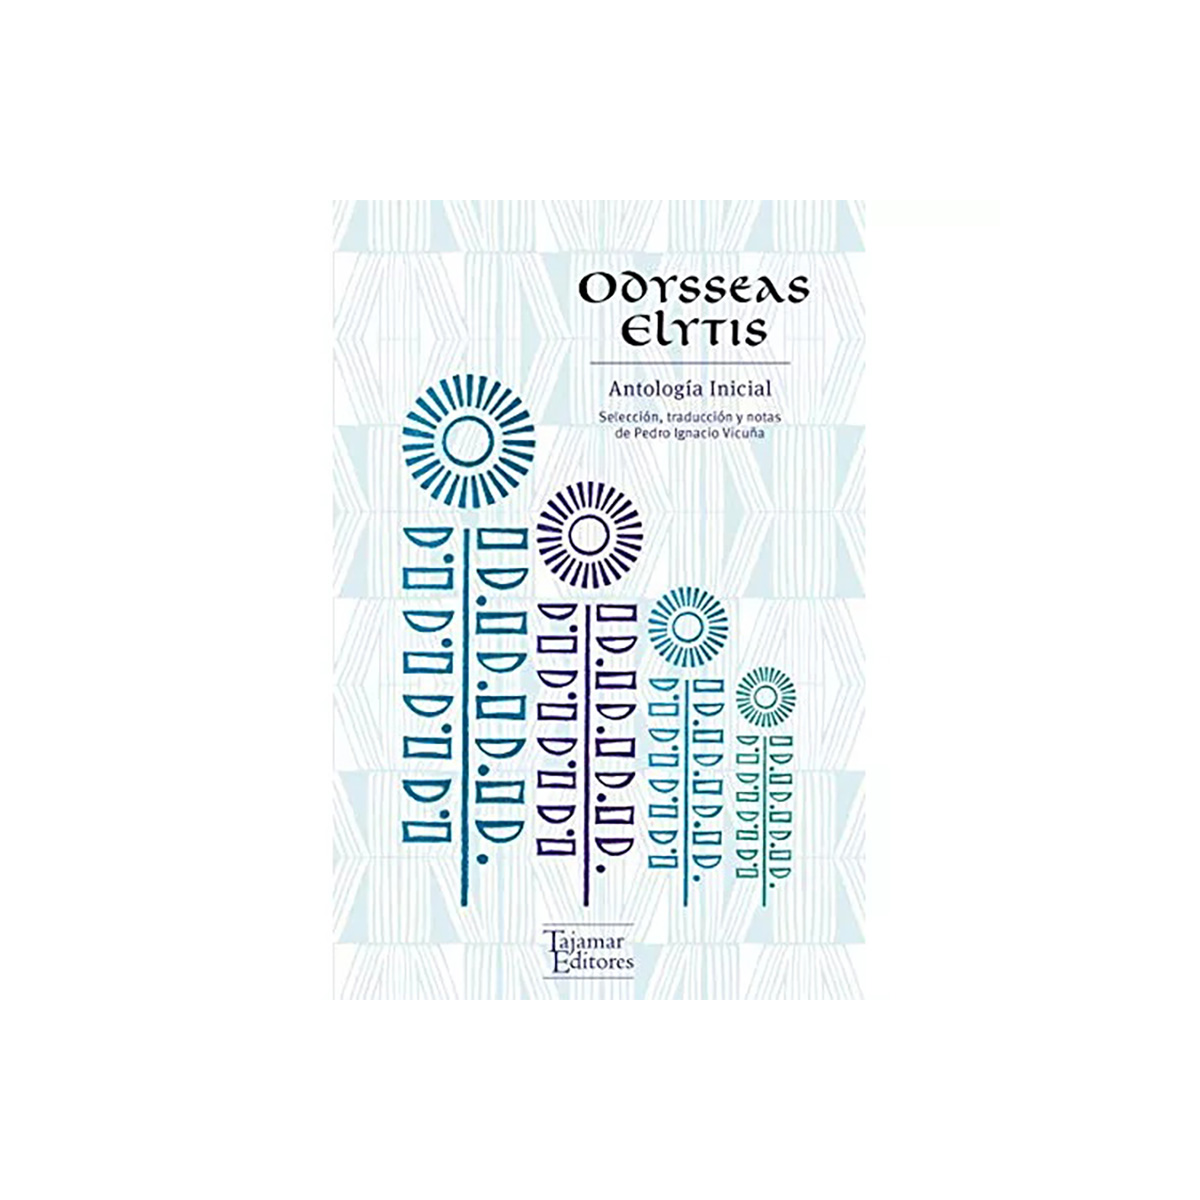 Odysseas
Elytis
Antología Inicial
Selección, traducción y notas
de Pedro Ignacio Vicuña
Tajamar
Editores